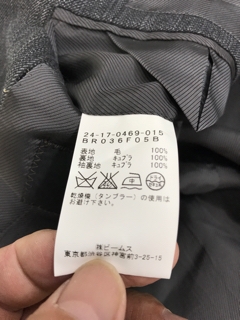 24-17-0469-015
BR036F05B
表地 毛 100%
裏地 キュプラ 100%
袖裏地 キュプラ 100%
乾燥機(タンブラー)の使用は
お避け下さい。
㈱ビームス
東京都渋谷区神宮前3-25-15